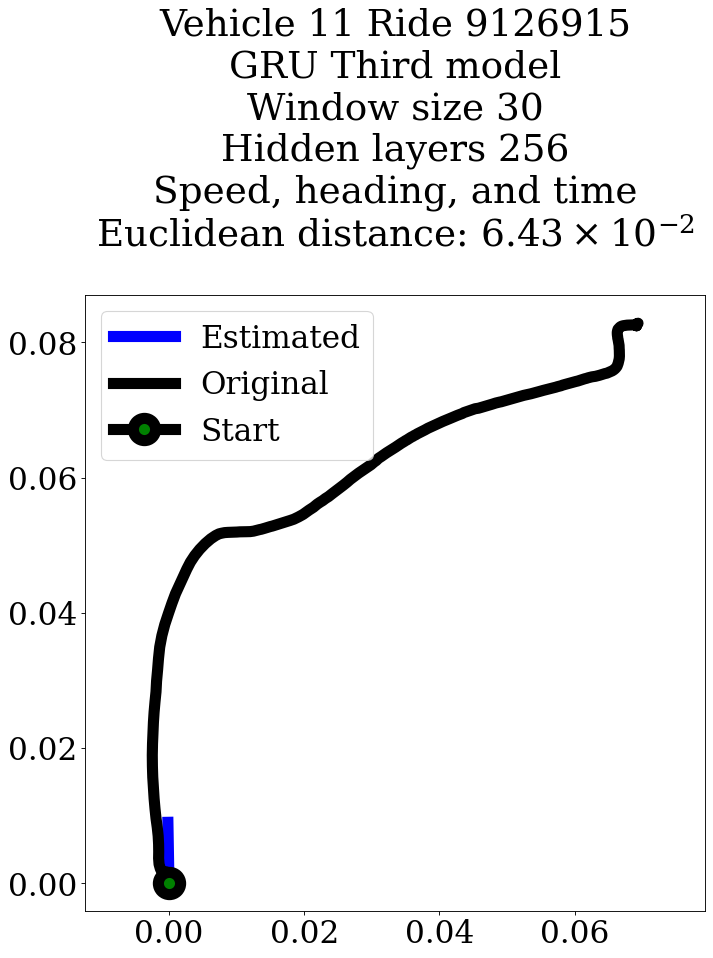 Vehicle 11 Ride 9126915
GRU Third model
Window size 30
Hidden layers 256
Speed, heading, and time
Euclidean distance: 6.43 × 10⁻²
Estimated
Original
Start
0.08
0.06
0.04
0.02
0.00
0.00 0.02 0.04 0.06